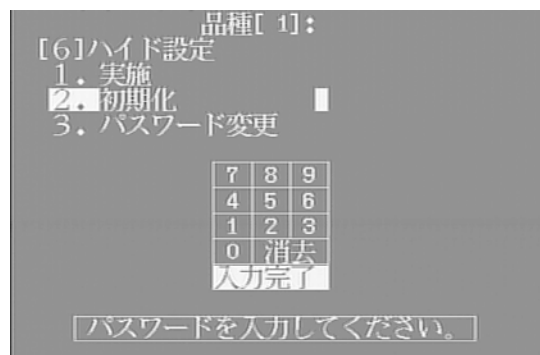 品種[ 1]:
[6]ハイド設定
1. 実施
2. 初期化
3. パスワード変更
7 8 9
4 5 6
1 2 3
0 消去
入力完了
パスワードを入力してください。